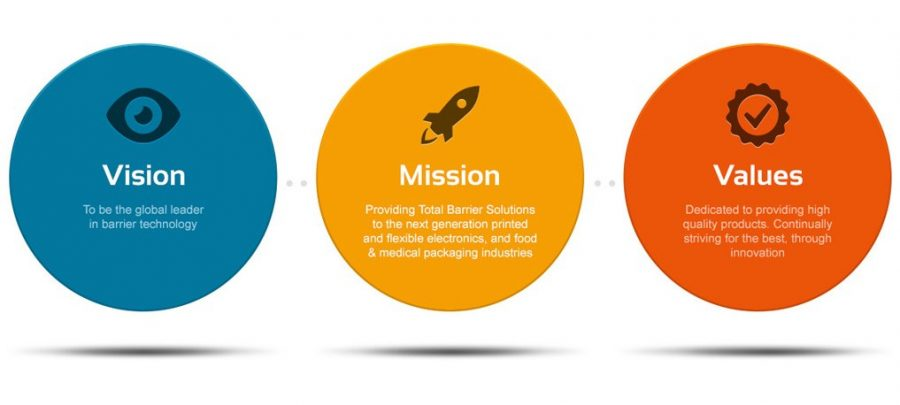 Vision
To be the global leader
in barrier technology
Mission
Providing Total Barrier Solutions
to the next generation printed
and flexible electronics, and food
& medical packaging industries
Values
Dedicated to providing high
quality products. Continually
striving for the best, through
innovation